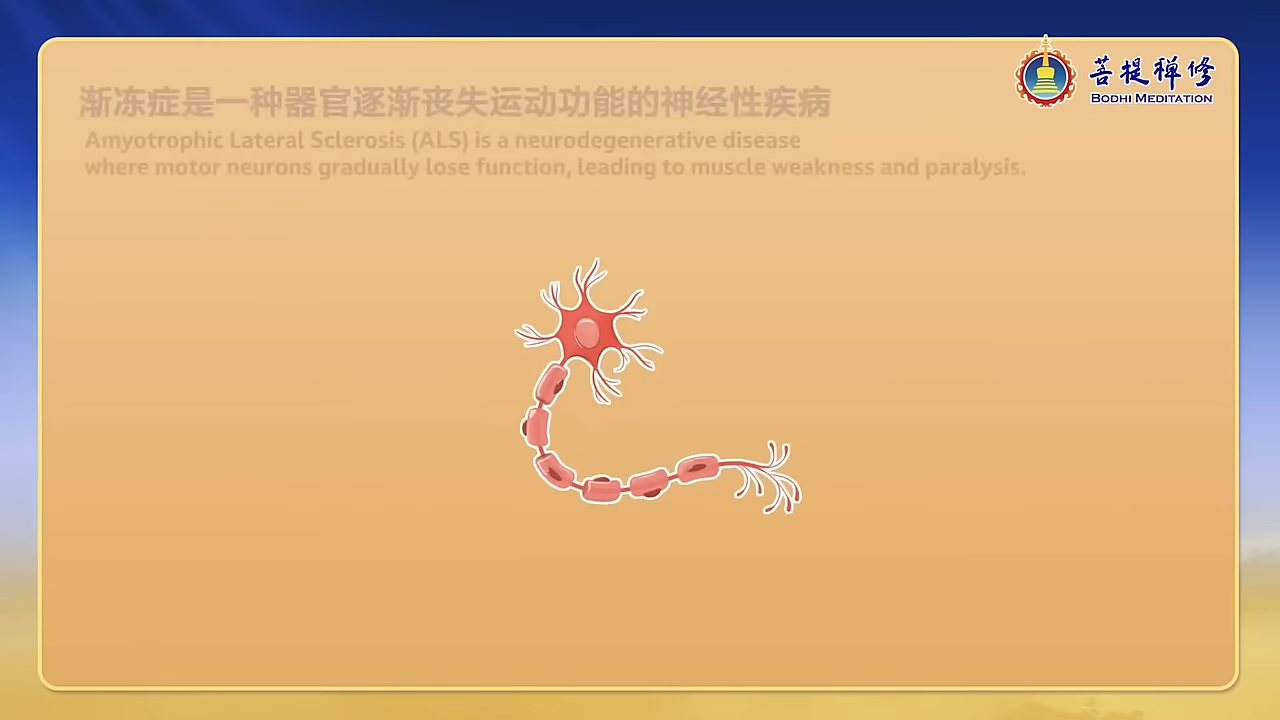 菩提禅修
BODHI MEDITATION
渐冻症是一种器官逐渐丧失运动功能的神经性疾病
Amyotrophic Lateral Sclerosis (ALS) is a neurodegenerative disease
where motor neurons gradually lose function, leading to muscle weakness and paralysis.